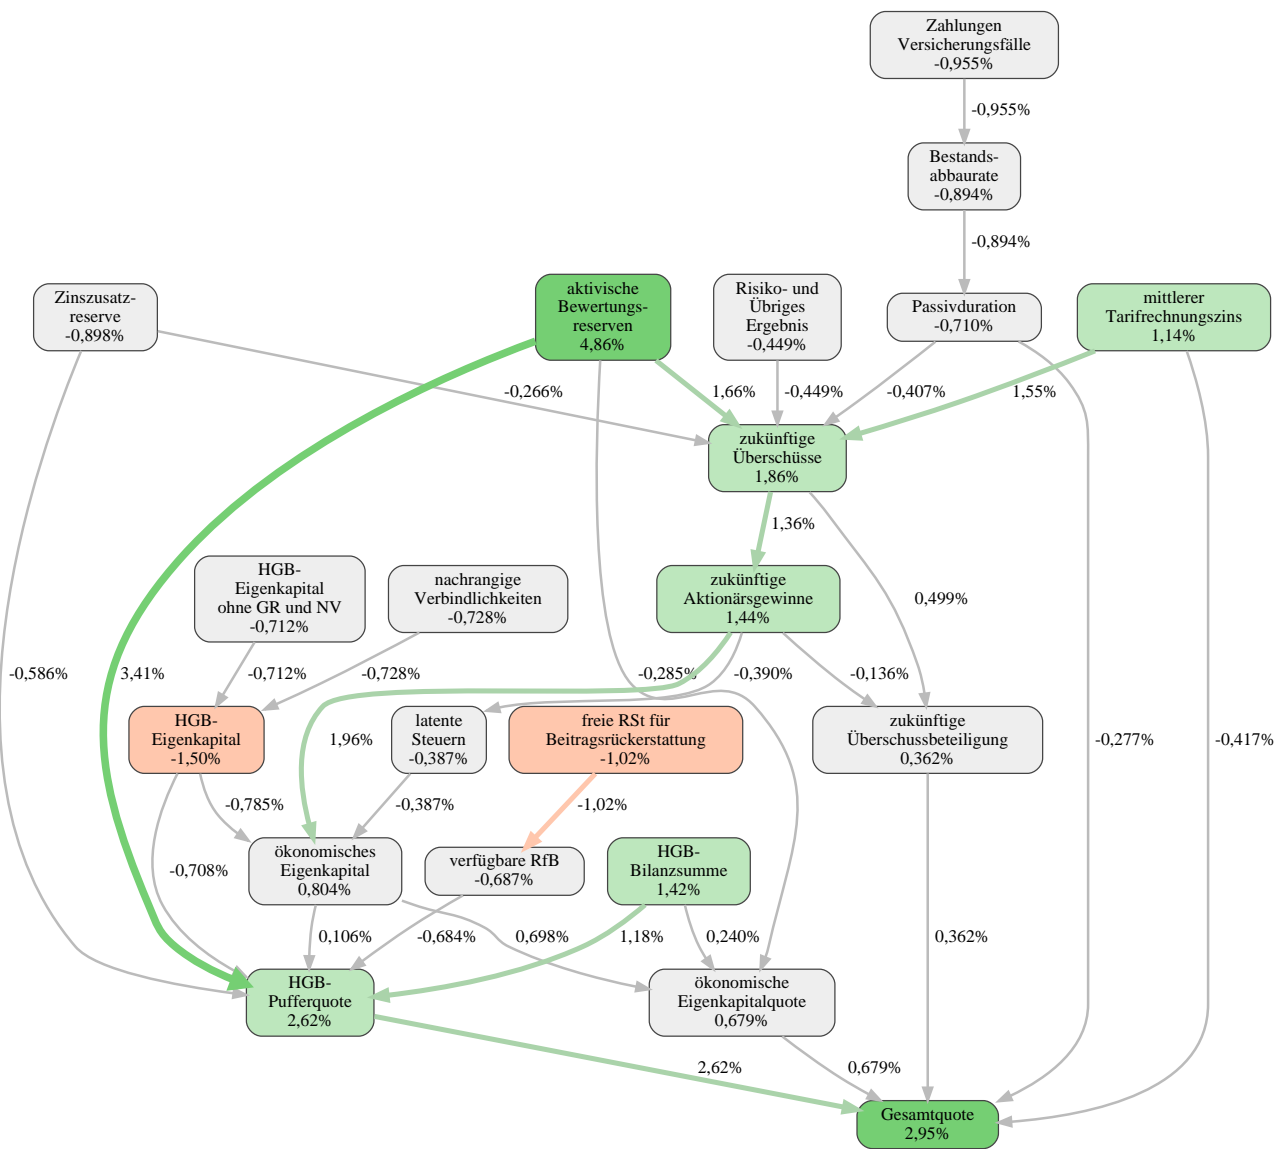 Zahlungen
Versicherungsfälle
-0,955%
-0,955%
Bestands-
abbaurate
-0,894%
-0,894%
Zinszusatz-
reserve
-0,898%
aktivische
Bewertungs-
reserven
4,86%
Risiko- und
Übriges
Ergebnis
-0,449%
Passivduration
-0,710%
mittlerer
Tarifrechnungszins
1,14%
-0,266%
1,66%
-0,449%
-0,407%
1,55%
zukünftige
Überschüsse
1,86%
1,36%
HGB-
Eigenkapital
ohne GR und NV
-0,712%
nachrangige
Verbindlichkeiten
-0,728%
zukünftige
Aktionärsgewinne
1,44%
0,499%
-0,586%
3,41%
-0,712%
-0,728%
-0,285%
-0,390%
-0,136%
HGB-
Eigenkapital
-1,50%
latente
Steuern
-0,387%
freie RSt für
Beitragsrückerstattung
-1,02%
zukünftige
Überschussbeteiligung
0,362%
1,96%
-0,277%
-0,417%
-0,785%
-0,387%
-1,02%
-0,708%
ökonomisches
Eigenkapital
0,804%
verfügbare RfB
-0,687%
HGB-
Bilanzsumme
1,42%
0,106%
-0,684%
0,698%
1,18%
0,240%
0,362%
HGB-
Pufferquote
2,62%
ökonomische
Eigenkapitalquote
0,679%
2,62%
0,679%
Gesamtquote
2,95%